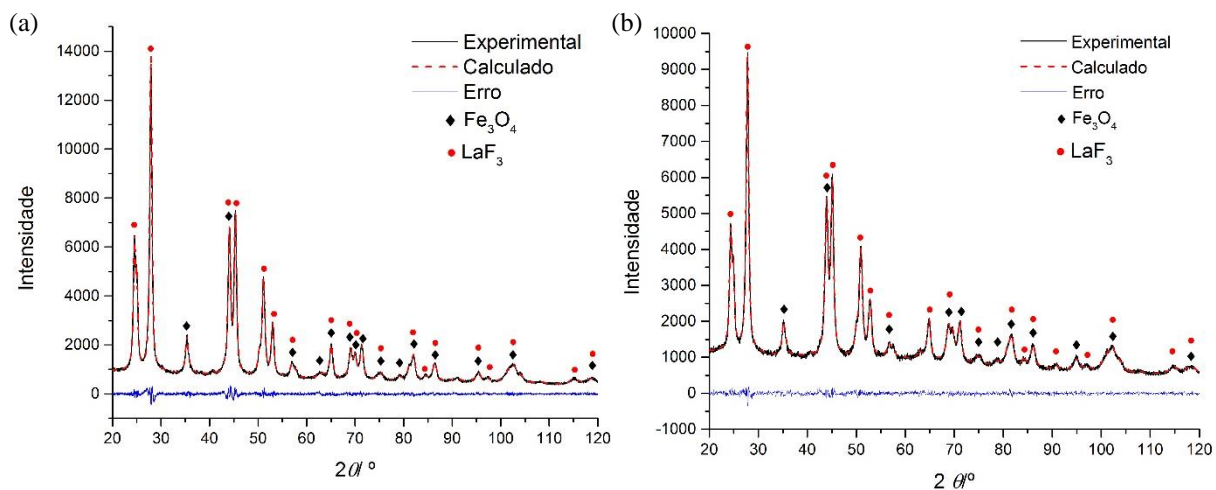 (a)
14000
12000
10000
8000
6000
4000
2000
0
Intensidade
Experimental
Calculado
Erro
Fe3O4
LaF3
20 30 40 50 60 70 80 90 100 110 120
2θ/ º
(b)
10000
9000
8000
7000
6000
5000
4000
3000
2000
1000
0
-1000
Intensidade
Experimental
Calculado
Erro
Fe3O4
LaF3
20 30 40 50 60 70 80 90 100 110 120
2 θ/º